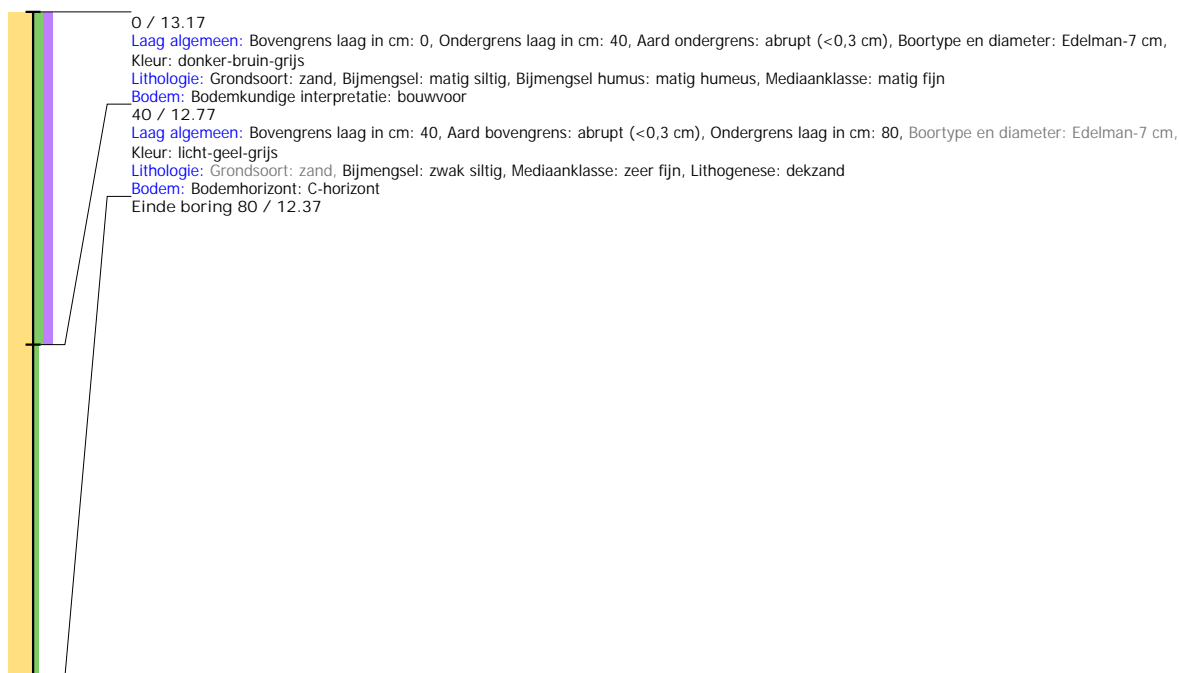 0 / 13.17
Laag algemeen: Bovengrens laag in cm: 0, Ondergrens laag in cm: 40, Aard ondergrens: abrupt (<0,3 cm), Boortype en diameter: Edelman-7 cm,
Kleur: donker-bruin-grijs
Lithologie: Grondsoort: zand, Bijmengsel: matig siltig, Bijmengsel humus: matig humeus, Mediaanklasse: matig fijn
Bodem: Bodemkundige interpretatie: bouwvoor
40 / 12.77
Laag algemeen: Bovengrens laag in cm: 40, Aard bovengrens: abrupt (<0,3 cm), Ondergrens laag in cm: 80, Boortype en diameter: Edelman-7 cm,
Kleur: licht-geel-grijs
Lithologie: Grondsoort: zand, Bijmengsel: zwak siltig, Mediaanklasse: zeer fijn, Lithogenese: dekzand
Bodem: Bodemhorizont: C-horizont
Einde boring 80 / 12.37